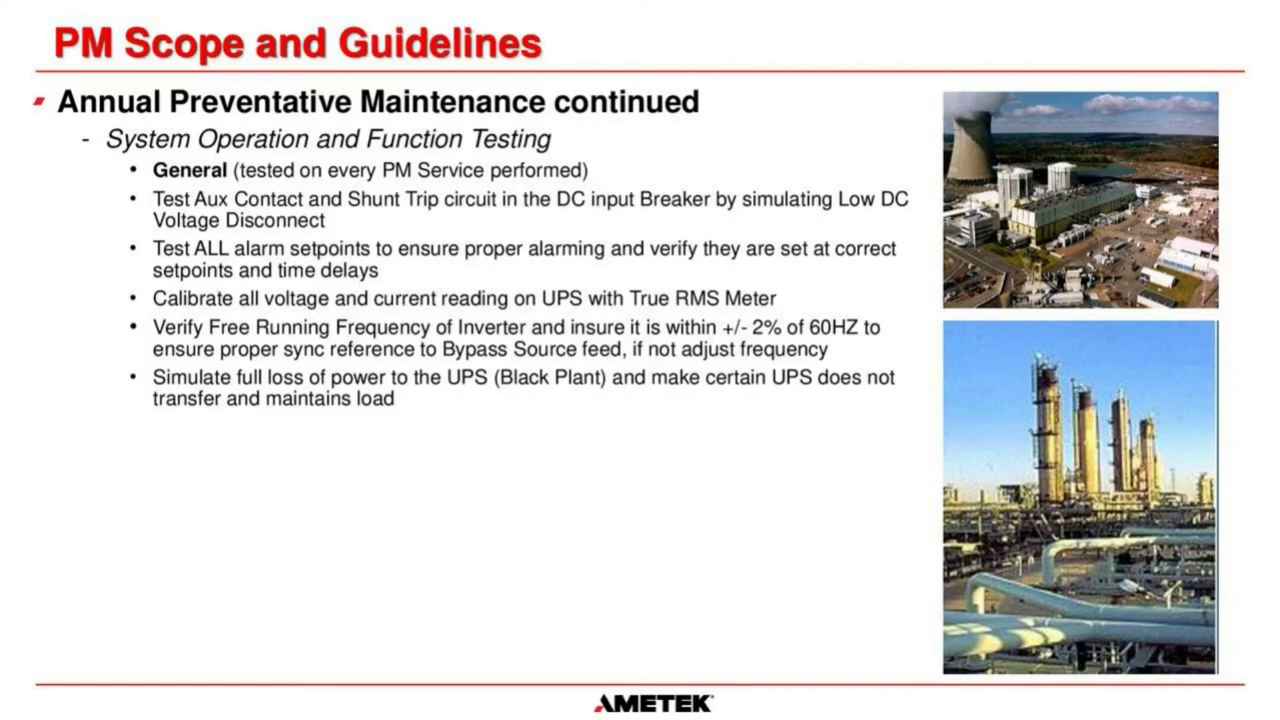 PM Scope and Guidelines
Annual Preventative Maintenance continued
- System Operation and Function Testing
• General (tested on every PM Service performed)
• Test Aux Contact and Shunt Trip circuit in the DC input Breaker by simulating Low DC
Voltage Disconnect
• Test ALL alarm setpoints to ensure proper alarming and verify they are set at correct
setpoints and time delays
• Calibrate all voltage and current reading on UPS with True RMS Meter
• Verify Free Running Frequency of Inverter and insure it is within +/- 2% of 60HZ to
ensure proper sync reference to Bypass Source feed, if not adjust frequency
• Simulate full loss of power to the UPS (Black Plant) and make certain UPS does not
transfer and maintains load
AMETEK